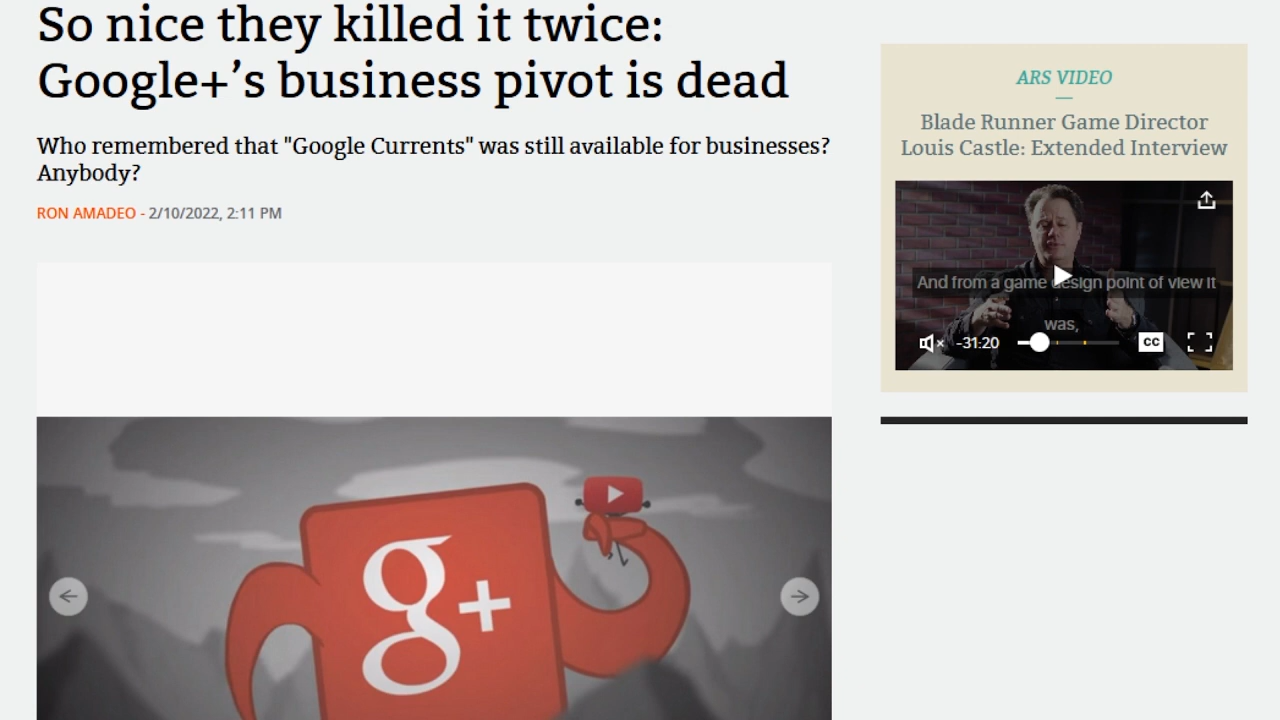 So nice they killed it twice:
Google+’s business pivot is dead
Who remembered that "Google Currents" was still available for businesses?
Anybody?
RON AMADEO - 2/10/2022, 2:11 PM
g+
ARS VIDEO
Blade Runner Game Director
Louis Castle: Extended Interview
And from a game design point of view it
was,
-31:20
CC